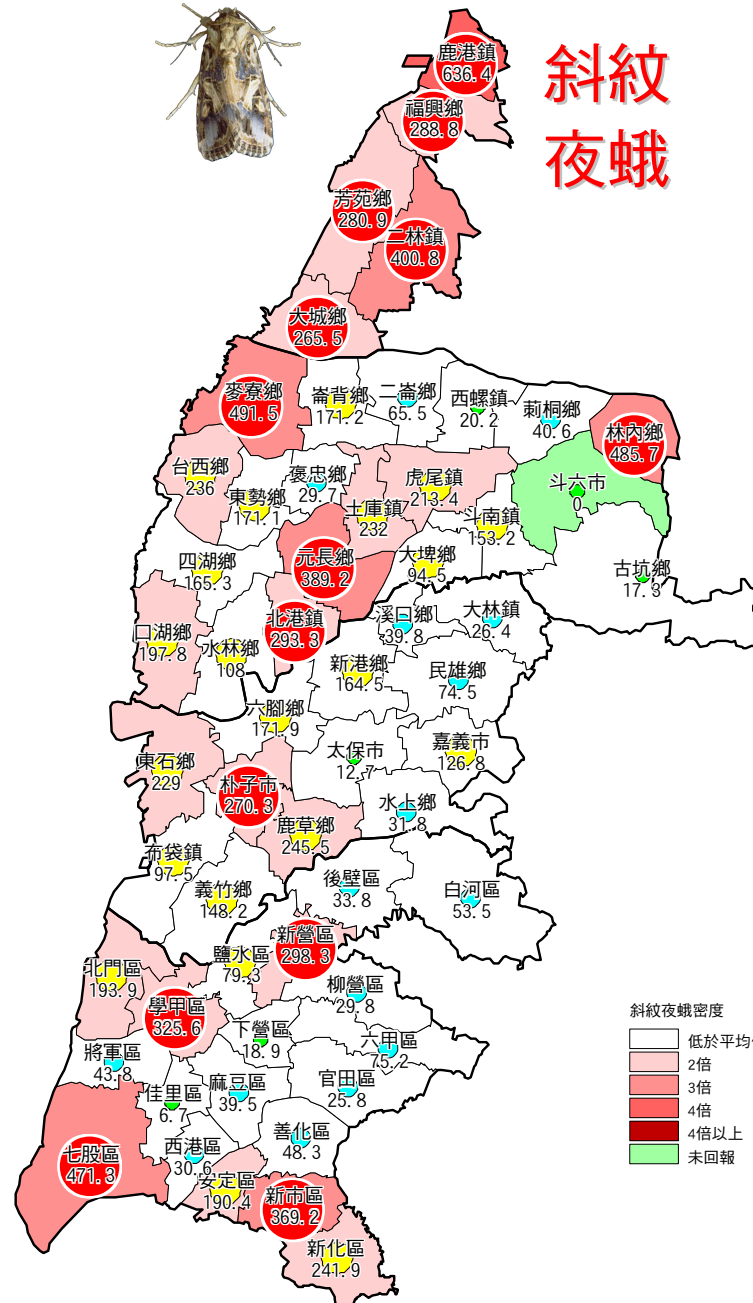 斜紋
夜蛾
鹿港鎮
636.4
福興鄉
288.8
芳苑鄉
280.9
二林鎮
400.8
大城鄉
265.5
麥寮鄉
491.5
崙背鄉
171.2
二崙鄉
65.5
西螺鎮
20.2
莿桐鄉
40.6
林內鄉
485.7
台西鄉
236
東勢鄉
171.1
褒忠鄉
29.7
土庫鎮
232
虎尾鎮
213.4
斗南鎮
153.2
斗六市
0
古坑鄉
17.3
四湖鄉
165.3
元長鄉
389.2
大埤鄉
94.5
口湖鄉
197.8
水林鄉
108
北港鎮
293.3
溪口鄉
39.8
大林鎮
26.4
新港鄉
164.5
民雄鄉
74.5
六腳鄉
171.9
東石鄉
229
朴子市
270.3
太保市
12.7
嘉義市
126.8
水上鄉
31.8
鹿草鄉
245.5
布袋鎮
97.5
義竹鄉
148.2
後壁區
33.8
白河區
53.5
新營區
298.3
鹽水區
79.3
北門區
193.9
學甲區
325.6
柳營區
29.8
下營區
18.9
六甲區
75.2
將軍區
43.8
佳里區
6.7
麻豆區
39.5
官田區
25.8
西港區
30.6
善化區
48.3
七股區
471.3
安定區
190.4
新市區
369.2
新化區
241.9
斜紋夜蛾密度
低於平均
2倍
3倍
4倍
4倍以上
未回報